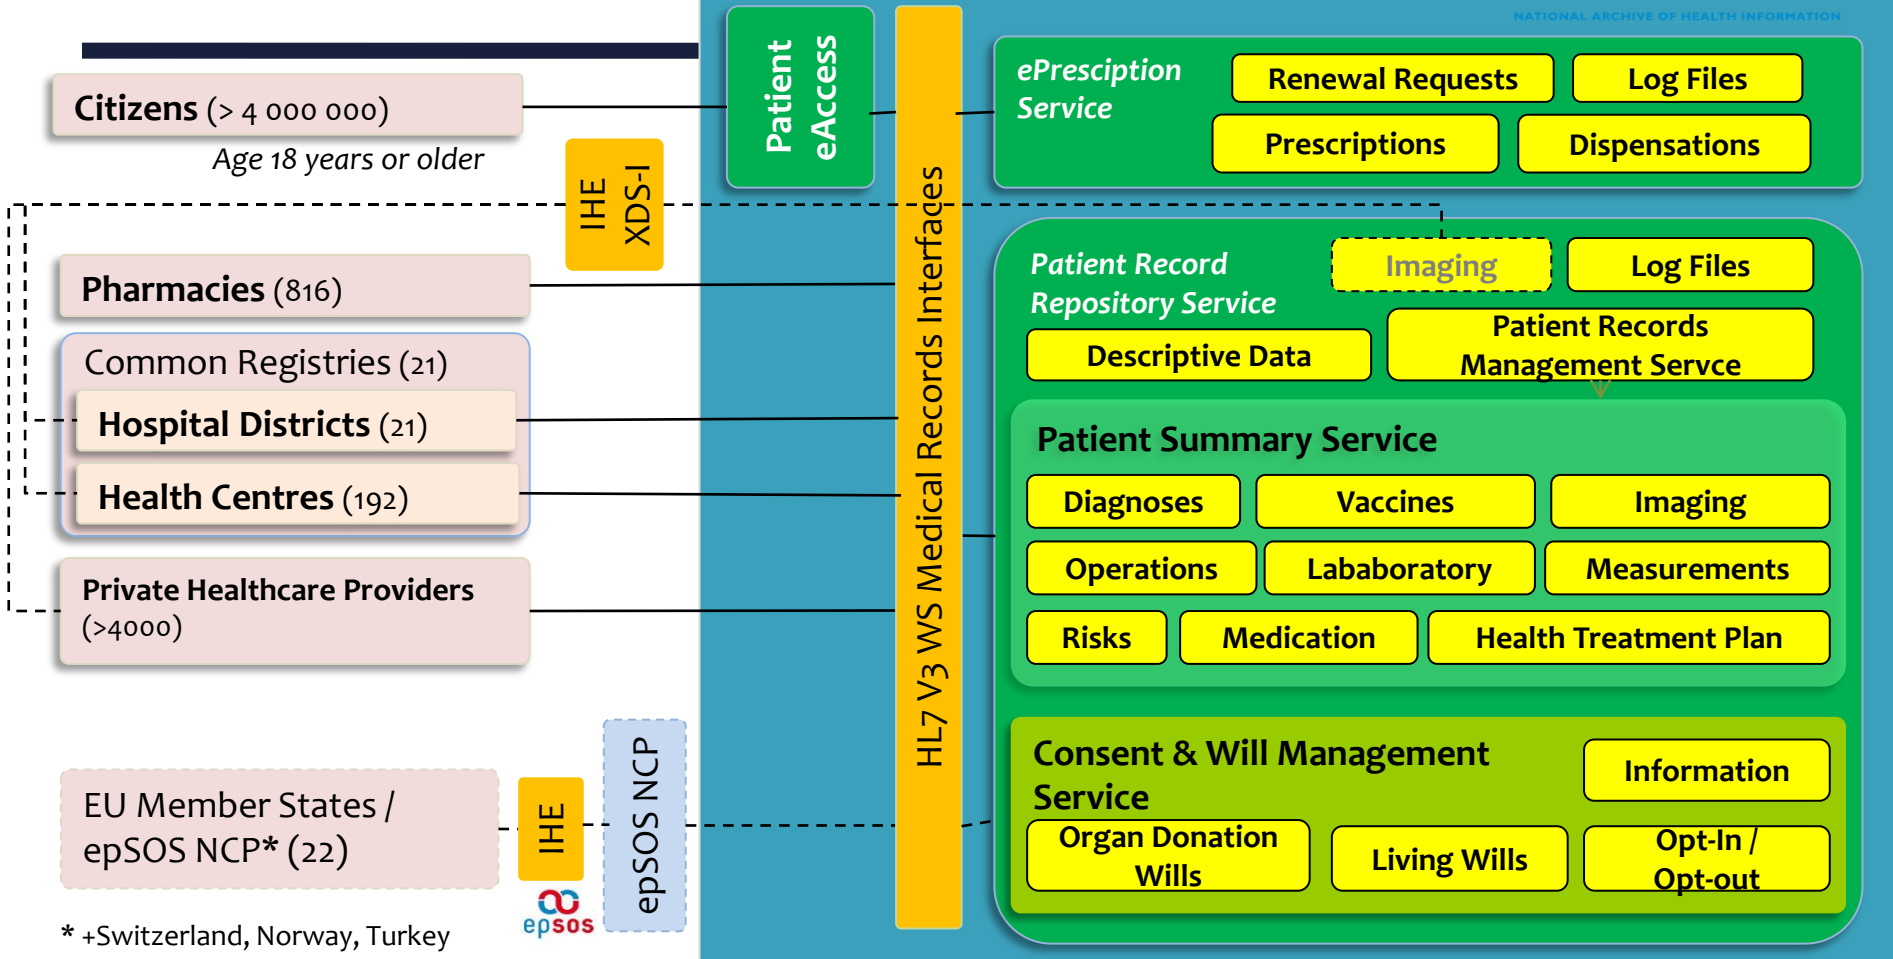 NATIONAL ARCHIVE OF HEALTH INFORMATION
Citizens (> 4 000 000)
Age 18 years or older
Patient
eAccess
IHE
XDS-I
HL7 V3 WS Medical Records Interfaces
ePresciption
Service
Renewal Requests
Log Files
Prescriptions
Dispensations
Pharmacies (816)
Common Registries (21)
Hospital Districts (21)
Health Centres (192)
Private Healthcare Providers
(>4000)
Patient Record
Repository Service
Imaging
Log Files
Descriptive Data
Patient Records
Management Servce
Patient Summary Service
Diagnoses
Vaccines
Imaging
Operations
Lababoratory
Measurements
Risks
Medication
Health Treatment Plan
EU Member States /
epSOS NCP* (22)
IHE
epsos
epSOS NCP
* +Switzerland, Norway, Turkey
Consent & Will Management
Service
Information
Organ Donation
Wills
Living Wills
Opt-In /
Opt-out